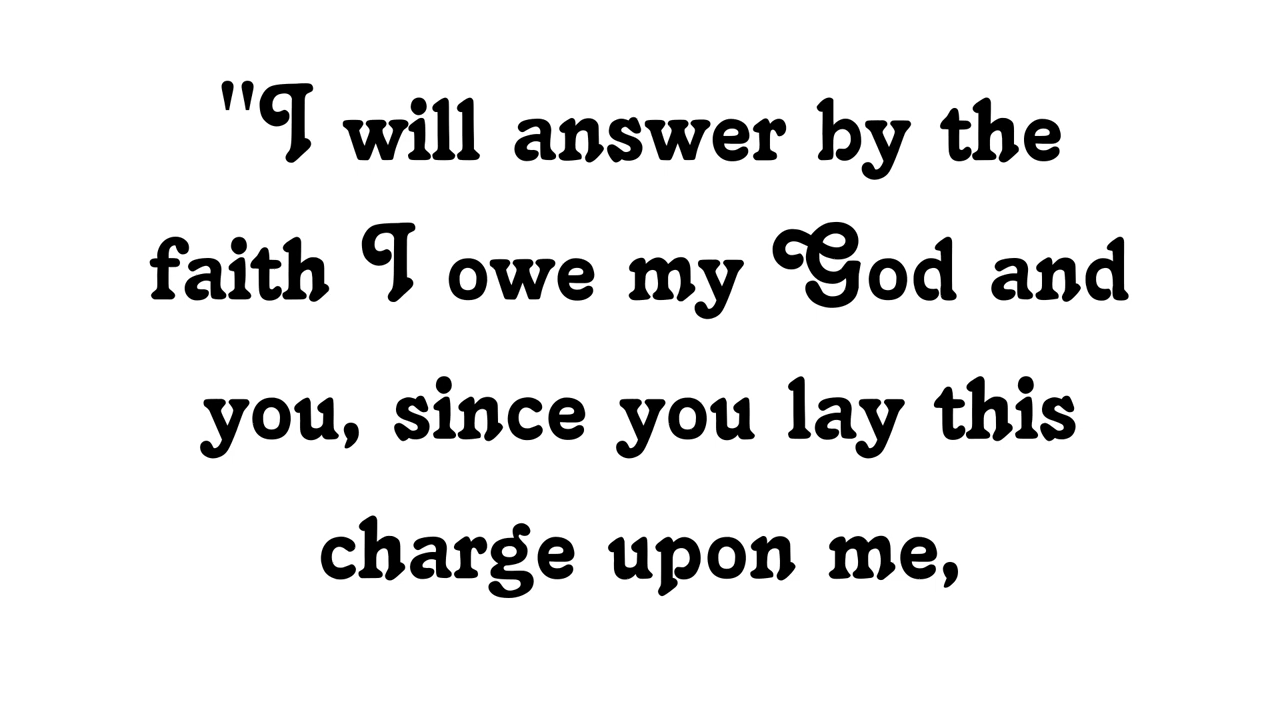 "I will answer by the
faith I owe my God and
you, since you lay this
charge upon me,